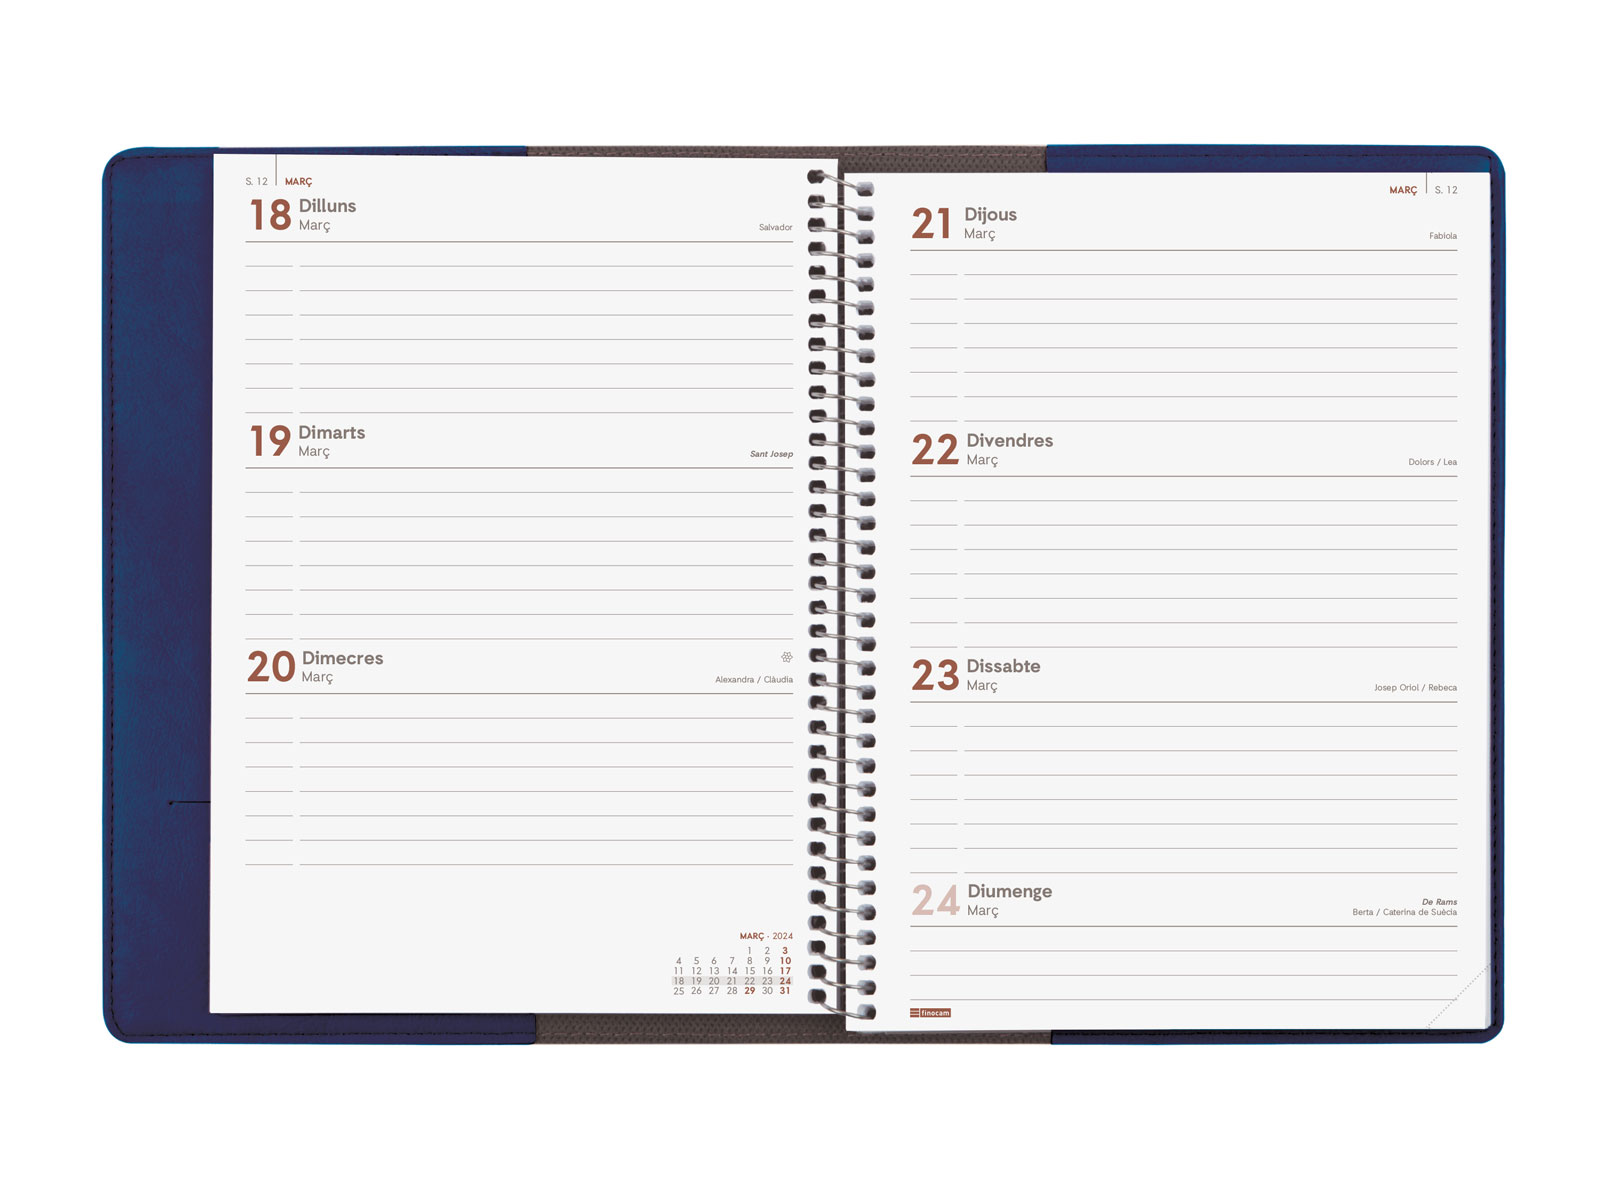 S. 12 MARÇ
18 Dilluns
Març
Salvador
19 Dimarts
Març
Sant Josep
20 Dimecres
Març
Alexandra / Clàudia
MARÇ - 2024
1 2 3
4 5 6 7 8 9 10
11 12 13 14 15 16 17
18 19 20 21 22 23 24
25 26 27 28 29 30 31
MARÇ S. 12
21 Dijous
Març
Fabiola
22 Divendres
Març
Dolors / Lea
23 Dissabte
Març
Josep Oriol / Rebeca
24 Diumenge
Març
De Rams
Berta / Caterina de Suècia
finocam